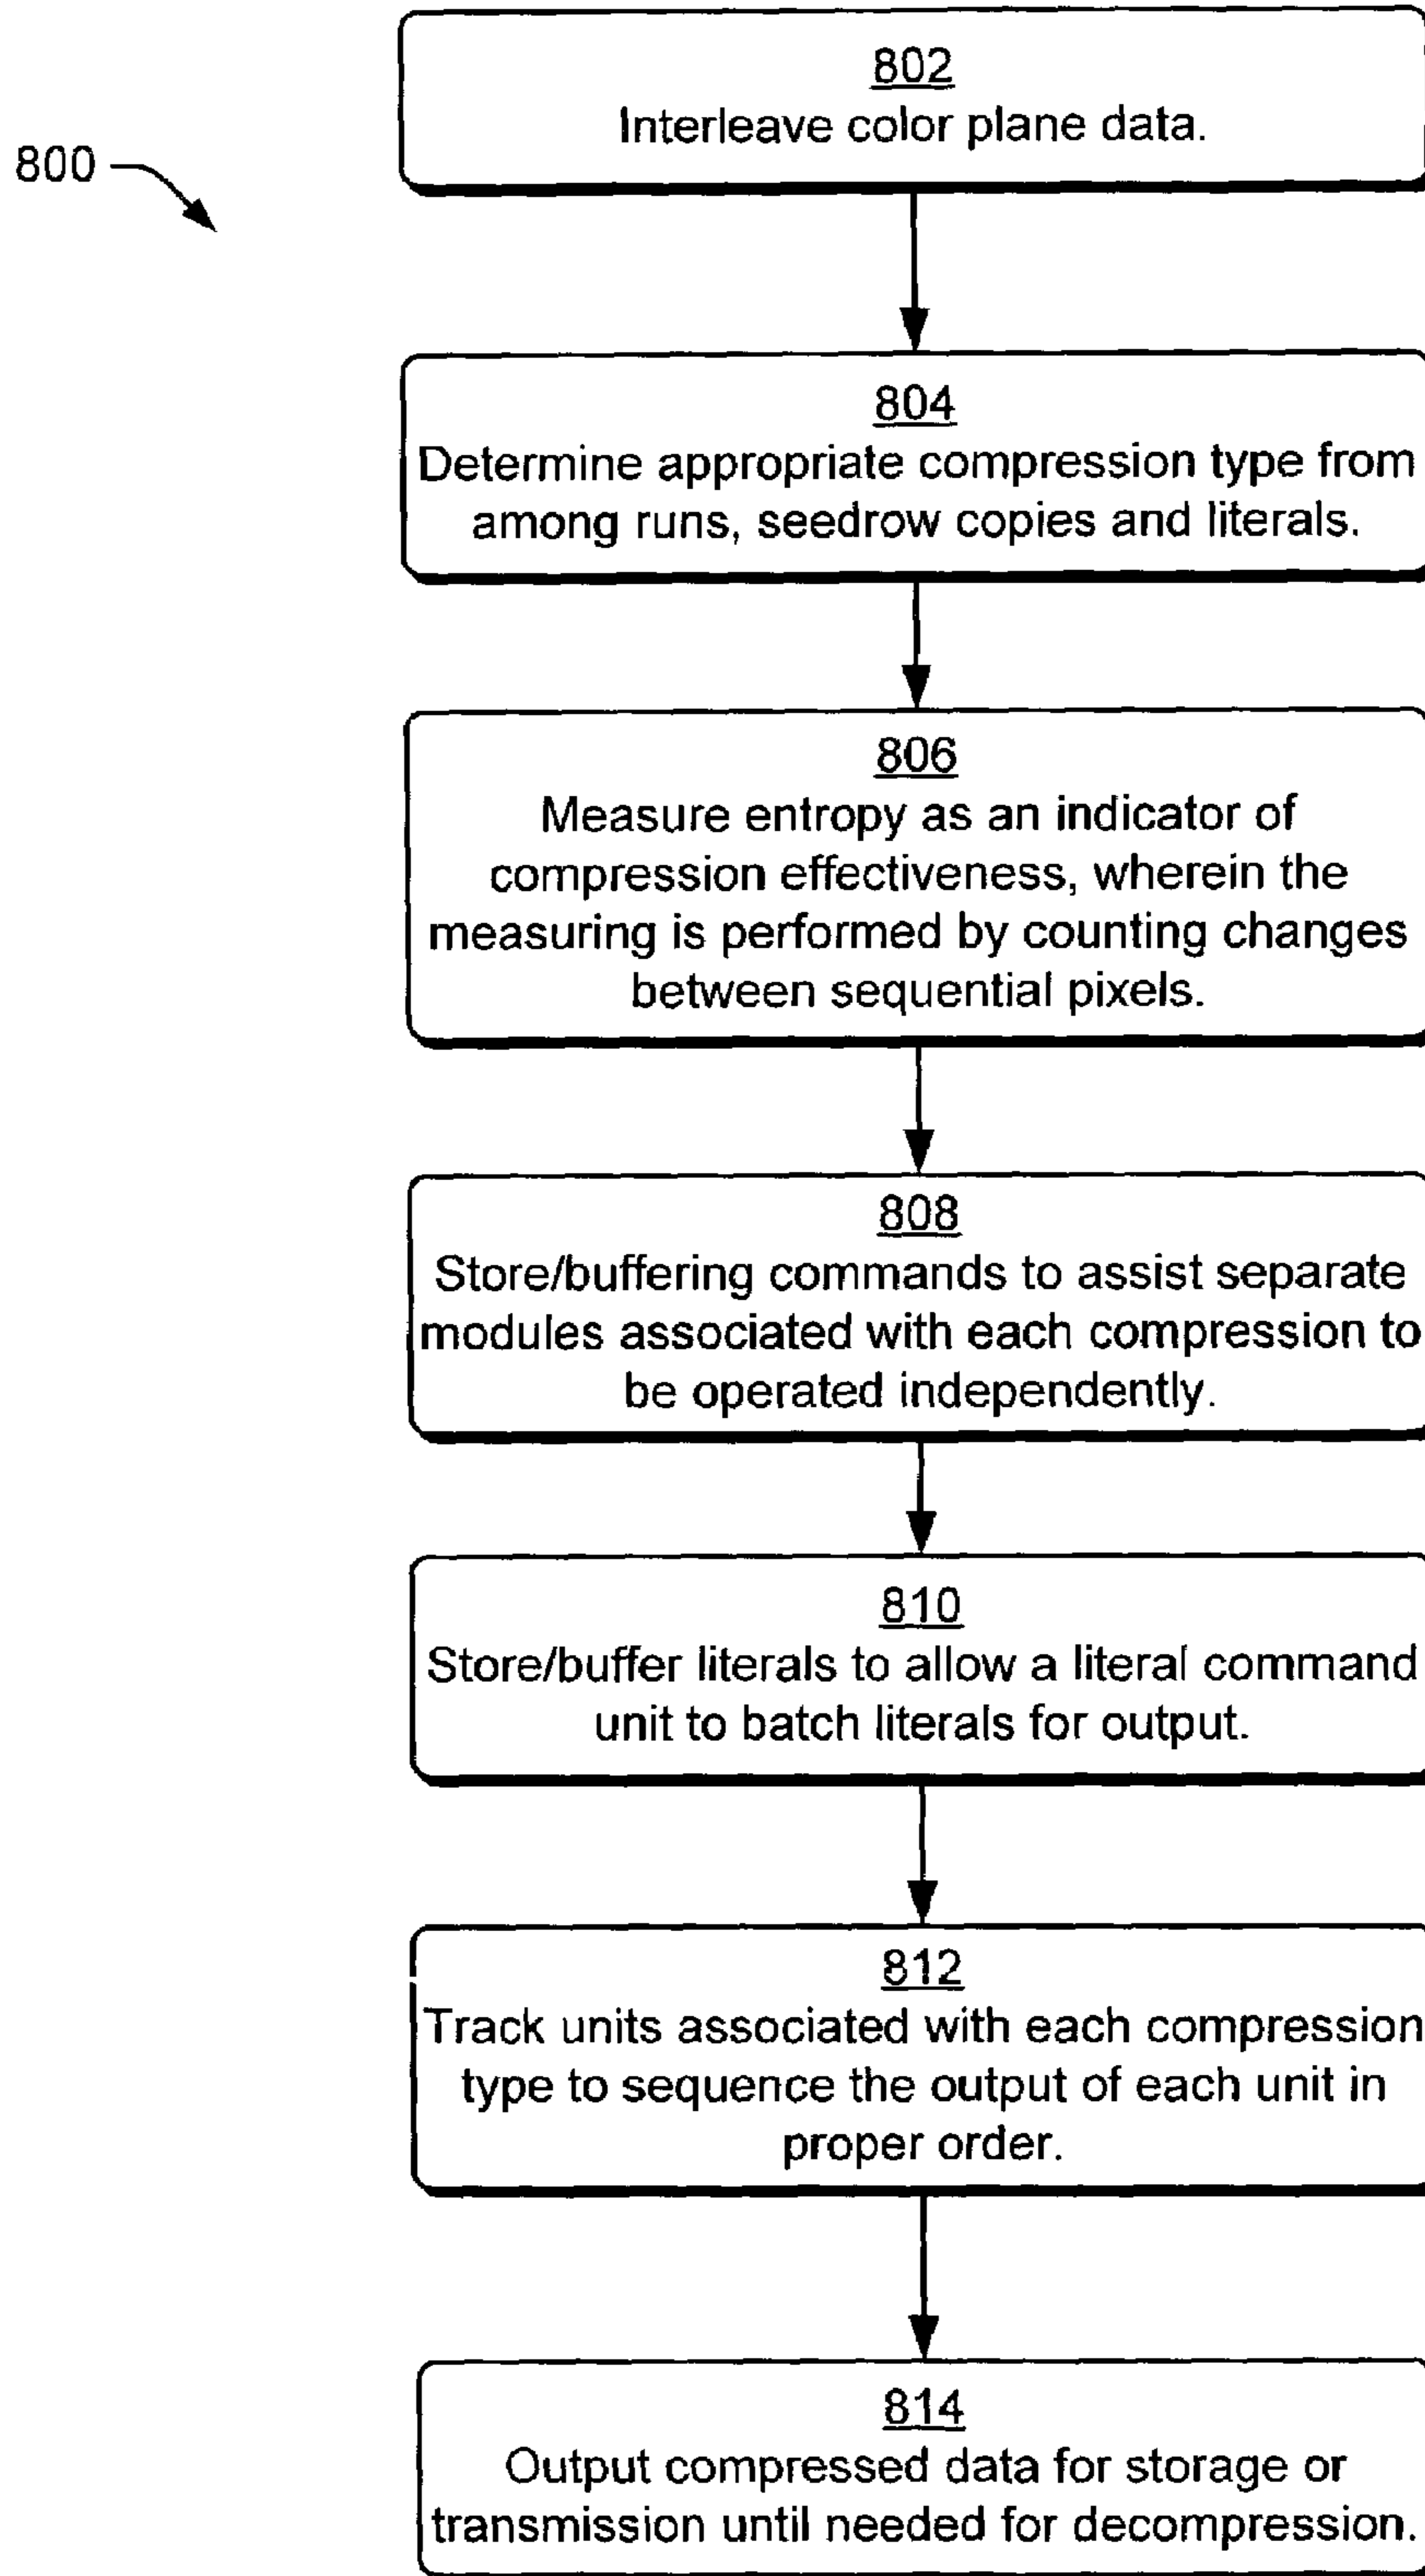 802
Interleave color plane data.
800
804
Determine appropriate compression type from
among runs, seedrow copies and literals.
806
Measure entropy as an indicator of
compression effectiveness, wherein the
measuring is performed by counting changes
between sequential pixels.
808
Store/buffering commands to assist separate
modules associated with each compression to
be operated independently.
810
Store/buffer literals to allow a literal command
unit to batch literals for output.
812
Track units associated with each compression
type to sequence the output of each unit in
proper order.
814
Output compressed data for storage or
transmission until needed for decompression.